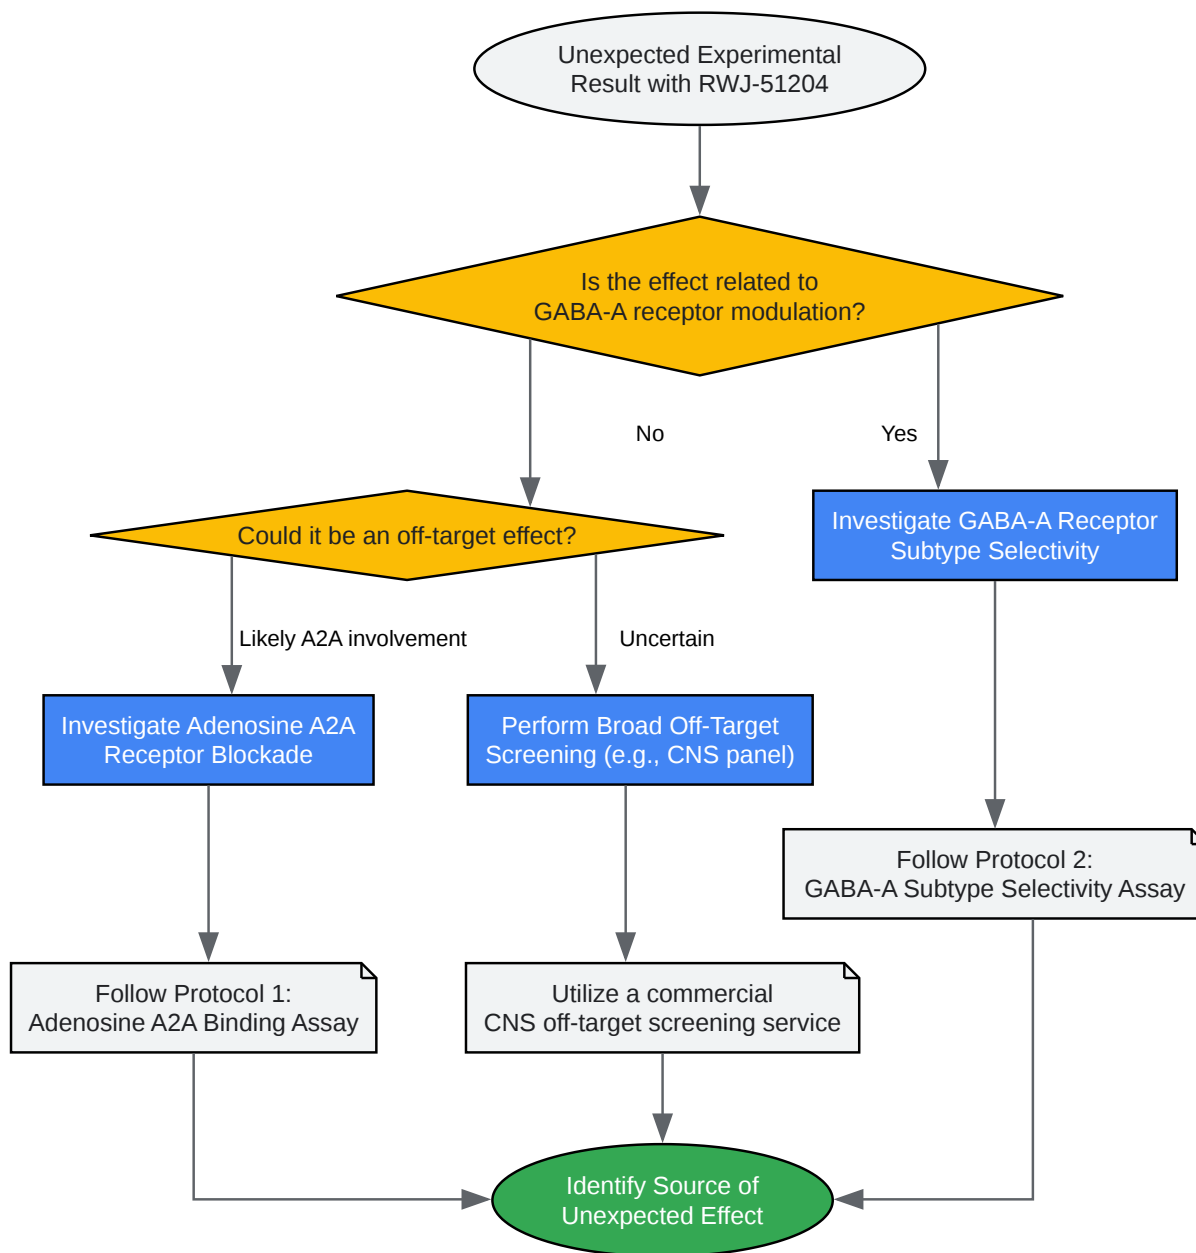 Unexpected Experimental
Result with RWJ-51204
Is the effect related to
GABA-A receptor modulation?
No
Yes
Could it be an off-target effect?
Investigate GABA-A Receptor
Subtype Selectivity
Likely A2A involvement
Uncertain
Investigate Adenosine A2A
Receptor Blockade
Perform Broad Off-Target
Screening (e.g., CNS panel)
Follow Protocol 2:
GABA-A Subtype Selectivity Assay
Follow Protocol 1:
Adenosine A2A Binding Assay
Utilize a commercial
CNS off-target screening service
Identify Source of
Unexpected Effect